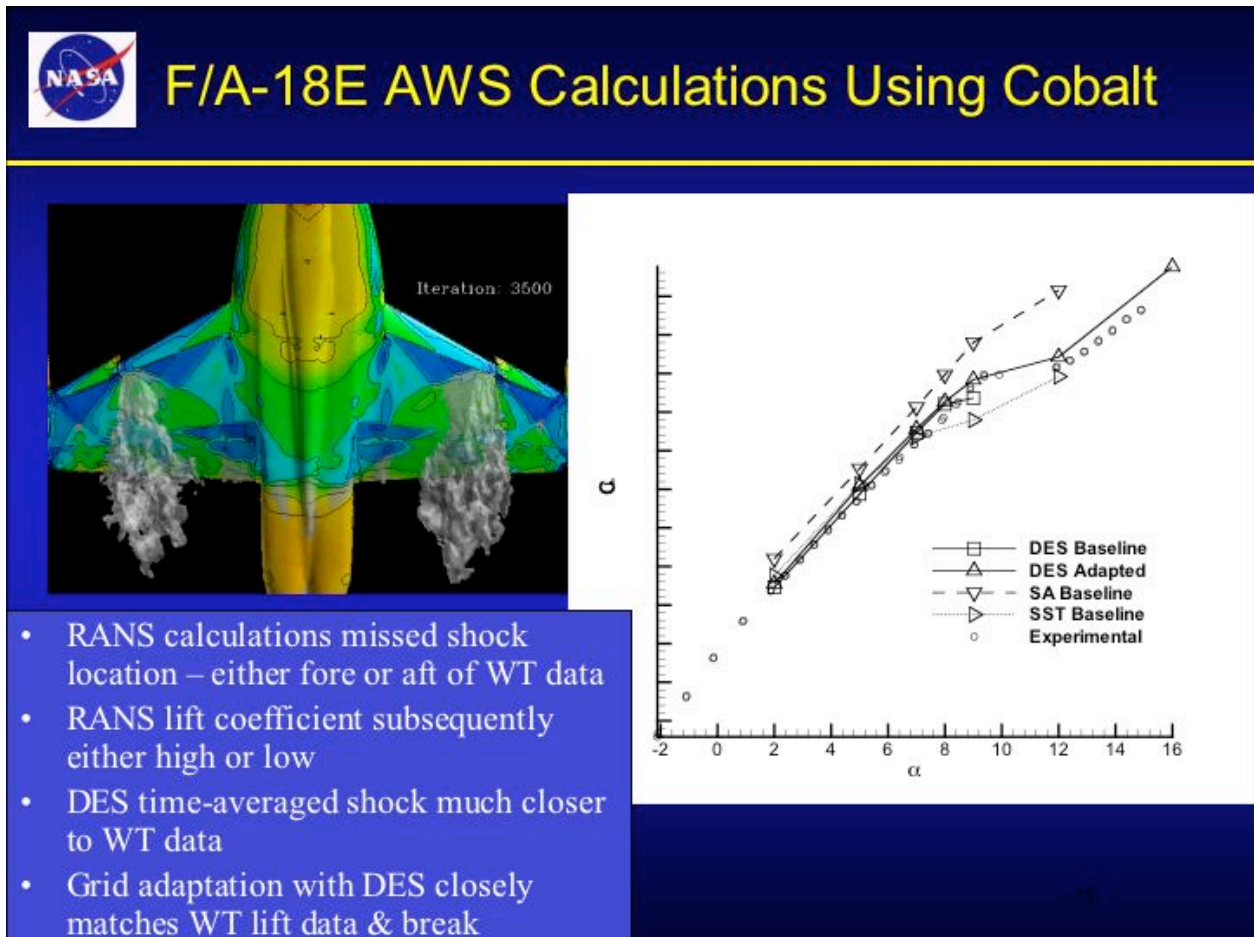 NASA
F/A-18E AWS Calculations Using Cobalt
Iteration: 3500
DES Baseline
DES Adapted
SA Baseline
SST Baseline
Experimental
-2 0 2 4 6 8 10 12 14 16
α
• RANS calculations missed shock
location – either fore or aft of WT data
• RANS lift coefficient subsequently
either high or low
• DES time-averaged shock much closer
to WT data
• Grid adaptation with DES closely
matches WT lift data & break